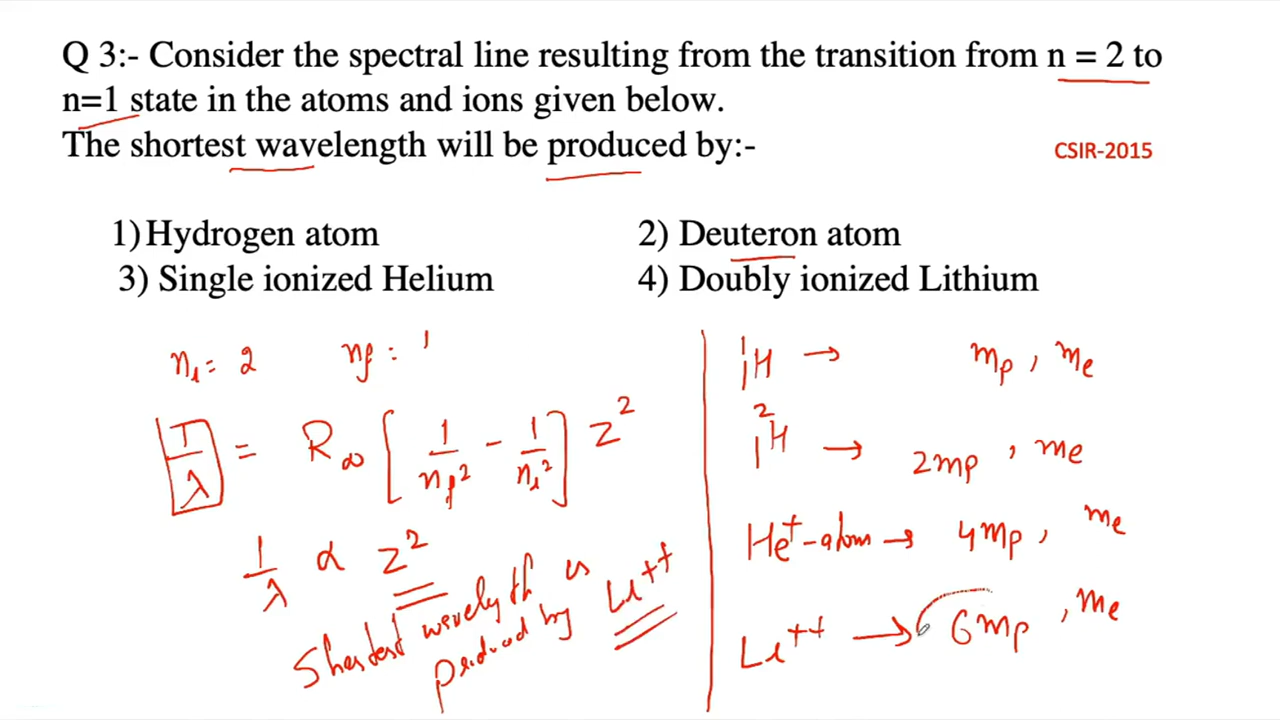 Q 3:- Consider the spectral line resulting from the transition from n = 2 to
n=1 state in the atoms and ions given below.
The shortest wavelength will be produced by:-
CSIR-2015
1) Hydrogen atom
2) Deuteron atom
3) Single ionized Helium
4) Doubly ionized Lithium
nᵢ = 2 nf = 1
1/λ = R∞ [1/nf² - 1/nᵢ²] Z²
1/λ ∝ Z²
Shortest wavelength is
produced by Li⁺⁺
¹₁H → mp, me
²₁H → 2mp, me
He⁺-atom → 4mp, me
Li⁺⁺ → 6mp, me